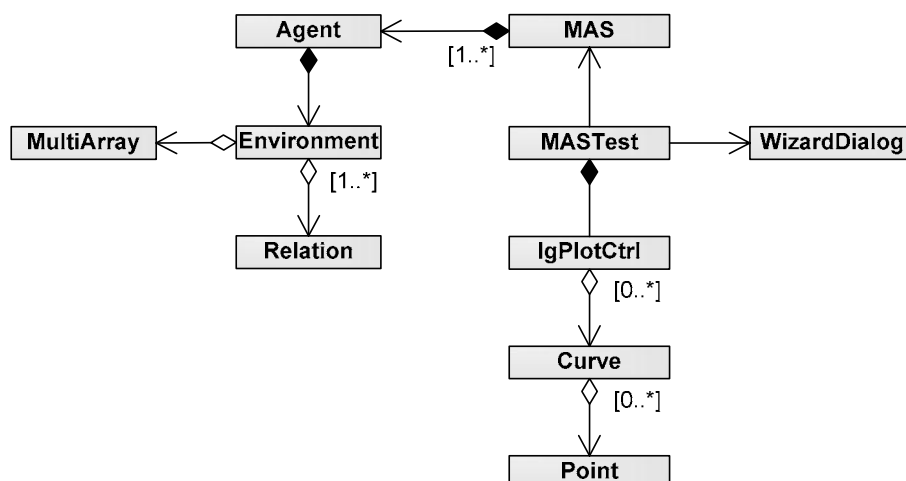 Agent
MAS
[1..*]
MultiArray
Environment
MASTest
WizardDialog
[1..*]
Relation
IgPlotCtrl
[0..*]
Curve
[0..*]
Point